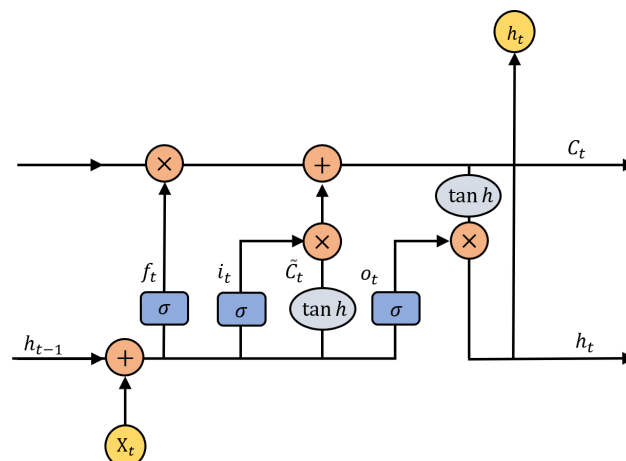 h_t
×
+
C_t
tan h
×
×
f_t
i_t
C̃_t
o_t
σ
σ
tan h
σ
h_{t−1}
+
h_t
X_t